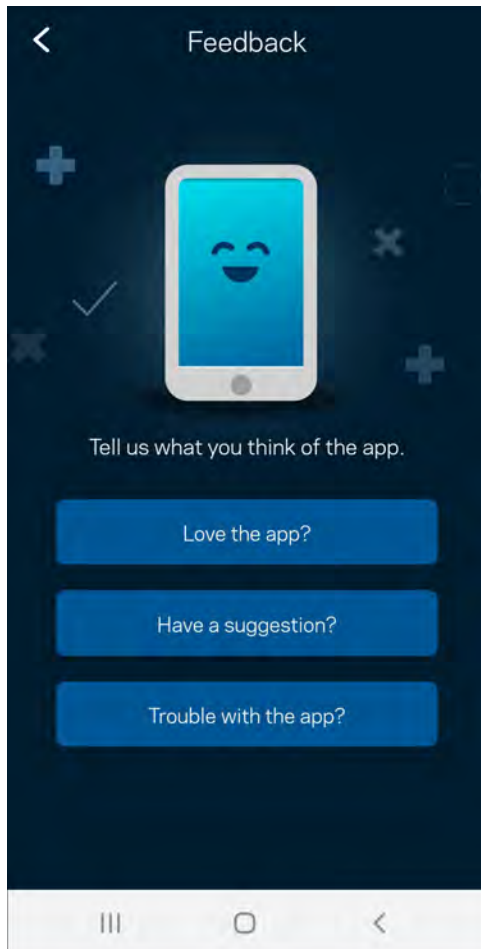 Feedback
Tell us what you think of the app.
Love the app?
Have a suggestion?
Trouble with the app?